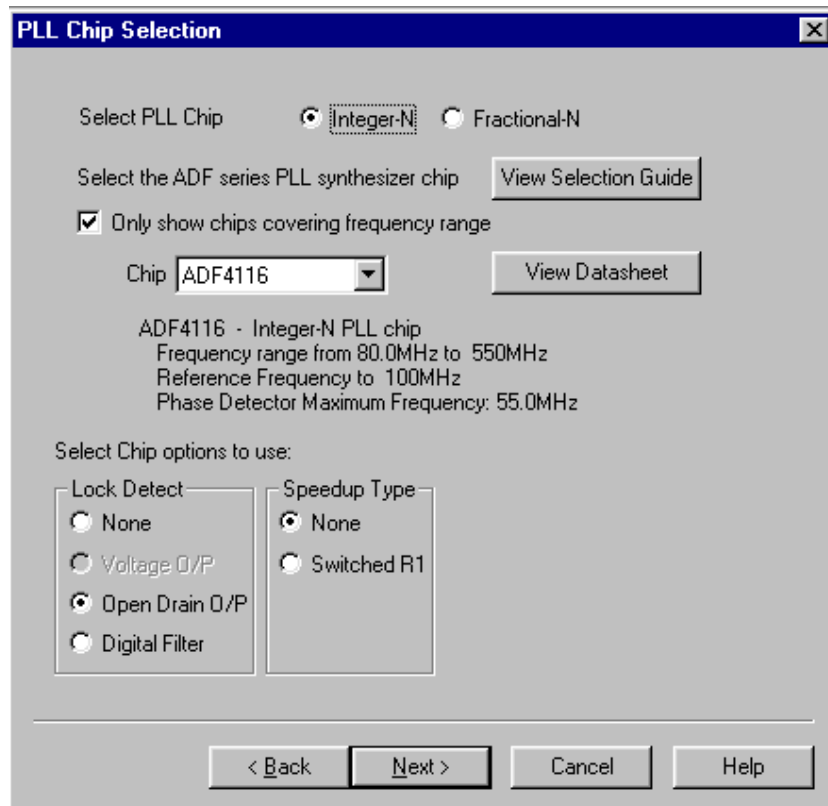 PLL Chip Selection
Select PLL Chip Integer-N Fractional-N
Select the ADF series PLL synthesizer chip View Selection Guide
Only show chips covering frequency range
Chip ADF4116 View Datasheet
ADF4116 - Integer-N PLL chip
Frequency range from 80.0MHz to 550MHz
Reference Frequency to 100MHz
Phase Detector Maximum Frequency: 55.0MHz
Select Chip options to use:
Lock Detect Speedup Type
None None
Voltage O/P Switched R1
Open Drain O/P
Digital Filter
< Back Next > Cancel Help